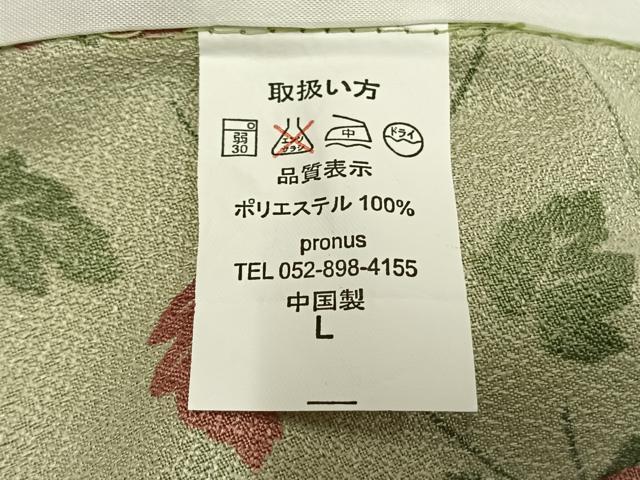 取扱い方
弱 30 エンソ サラシ 中 ドライ
品質表示
ポリエステル 100%
pronus
TEL 052-898-4155
中国製
L